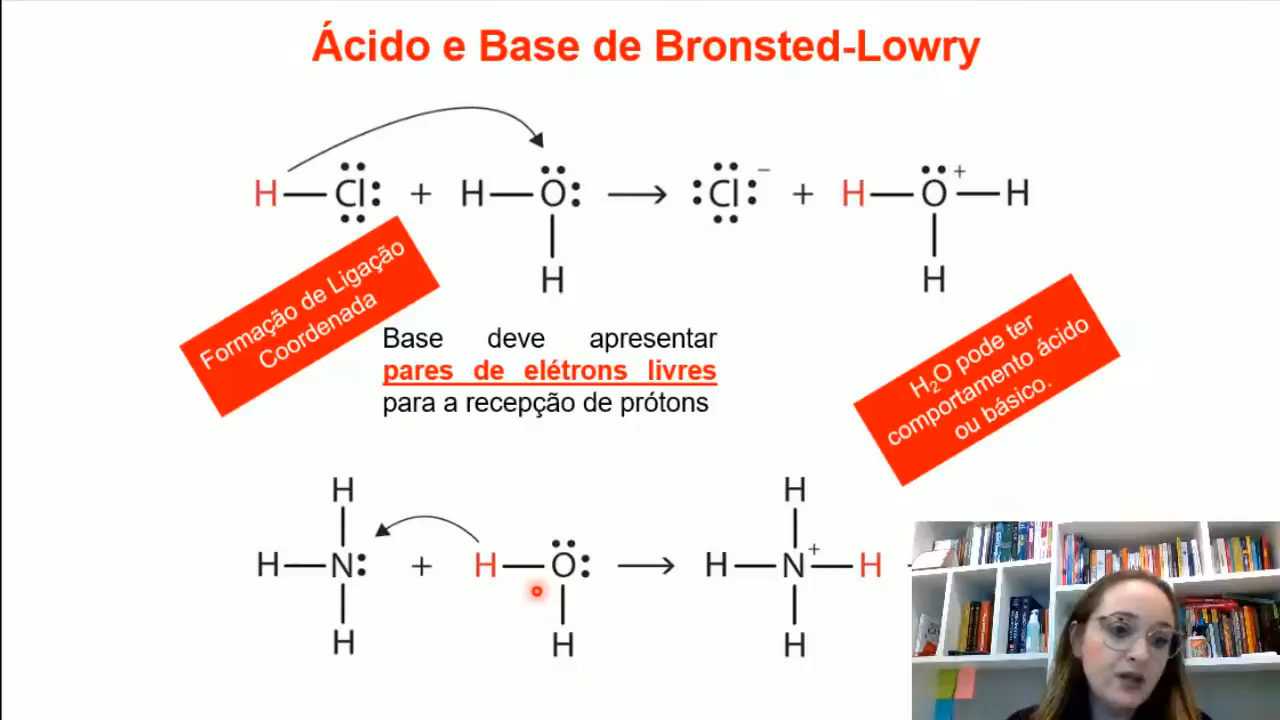 Ácido e Base de Bronsted-Lowry
H—Cl: + H—O: → :Cl:⁻ + H—O⁺—H
H H
Formação de Ligação
Coordenada
Base deve apresentar
pares de elétrons livres
para a recepção de prótons
H₂O pode ter
comportamento ácido
ou básico.
H H
H—N: + H—O: → H—N⁺—H
H H H